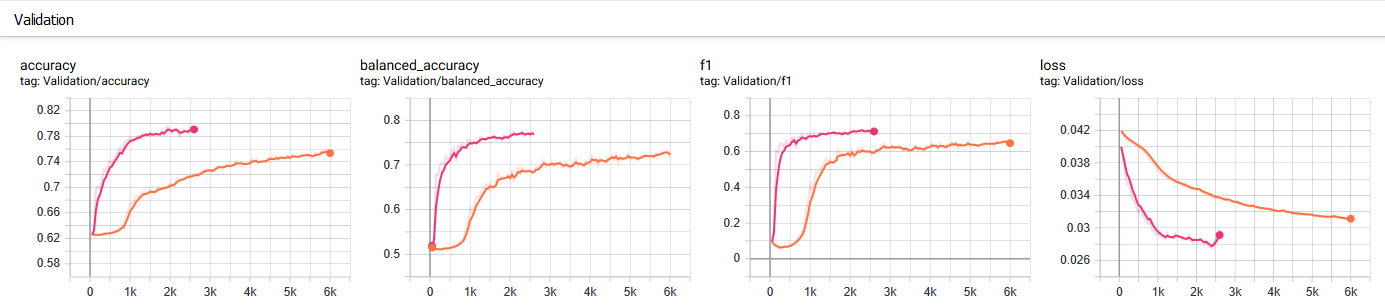 Validation
accuracy
tag: Validation/accuracy
0.82
0.78
0.74
0.7
0.66
0.62
0.58
0 1k 2k 3k 4k 5k 6k
balanced_accuracy
tag: Validation/balanced_accuracy
0.8
0.7
0.6
0.5
0 1k 2k 3k 4k 5k 6k
f1
tag: Validation/f1
0.8
0.6
0.4
0.2
0
0 1k 2k 3k 4k 5k 6k
loss
tag: Validation/loss
0.042
0.038
0.034
0.03
0.026
0 1k 2k 3k 4k 5k 6k